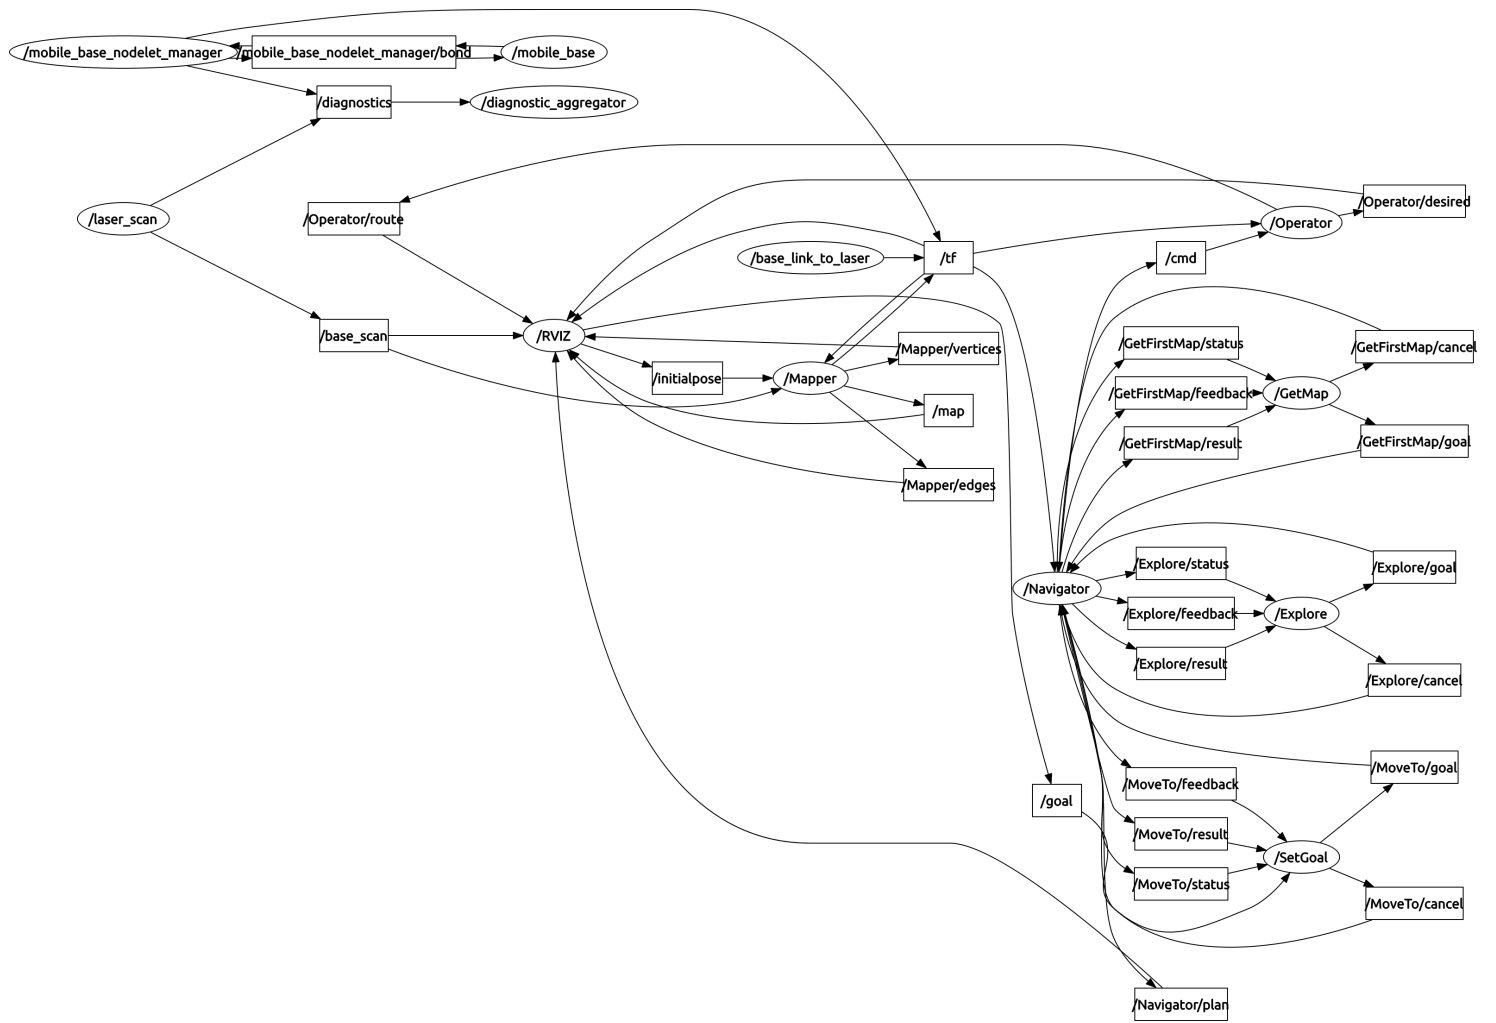 /mobile_base_nodelet_manager
/mobile_base_nodelet_manager/bond
/mobile_base
/diagnostics
/diagnostic_aggregator
/laser_scan
/Operator/route
/base_scan
/RVIZ
/initialpose
/base_link_to_laser
/tf
/Mapper
/Mapper/vertices
/map
/Mapper/edges
/Operator
/Operator/desired
/cmd
/GetFirstMap/status
/GetFirstMap/feedback
/GetFirstMap/result
/GetMap
/GetFirstMap/cancel
/GetFirstMap/goal
/Navigator
/Explore/status
/Explore/feedback
/Explore/result
/Explore
/Explore/goal
/Explore/cancel
/goal
/MoveTo/feedback
/MoveTo/result
/MoveTo/status
/SetGoal
/MoveTo/goal
/MoveTo/cancel
/Navigator/plan